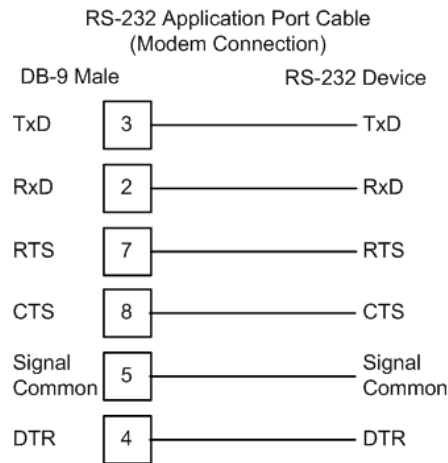 RS-232 Application Port Cable
(Modem Connection)
DB-9 Male RS-232 Device
TxD 3 TxD
RxD 2 RxD
RTS 7 RTS
CTS 8 CTS
Signal Common 5 Signal Common
DTR 4 DTR